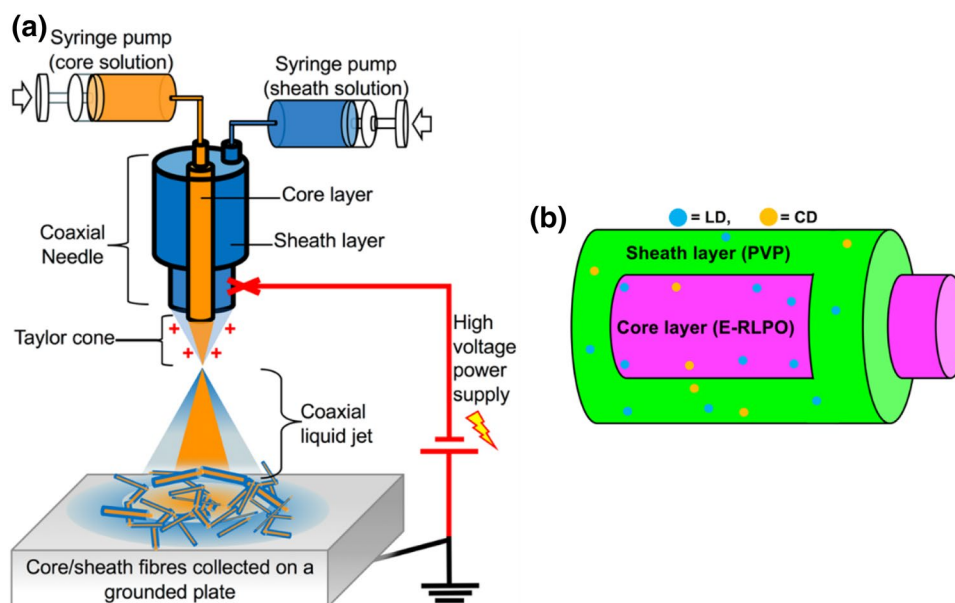 (a)
Syringe pump
(core solution)
Syringe pump
(sheath solution)
Core layer
Sheath layer
Coaxial
Needle
Taylor cone
High
voltage
power
supply
Coaxial
liquid jet
Core/sheath fibres collected on a
grounded plate
(b)
= LD, = CD
Sheath layer (PVP)
Core layer (E-RLPO)